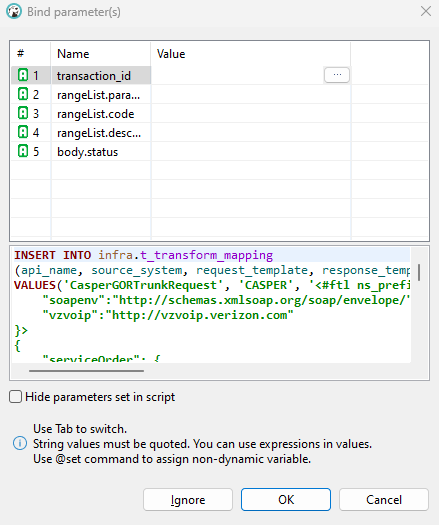 Bind parameter(s)
# Name Value
1 transaction_id ...
2 rangeList.para...
3 rangeList.code
4 rangeList.desc...
5 body.status
INSERT INTO infra.t_transform_mapping
(api_name, source_system, request_template, response_temp
VALUES('CasperGORTrunkRequest', 'CASPER', '<#ftl ns_prefi
"soapenv":"http://schemas.xmlsoap.org/soap/envelope/"
"vzvoip":"http://vzvoip.verizon.com"
}>
{
"serviceOrder": {
Hide parameters set in script
Use Tab to switch.
String values must be quoted. You can use expressions in values.
Use @set command to assign non-dynamic variable.
Ignore OK Cancel